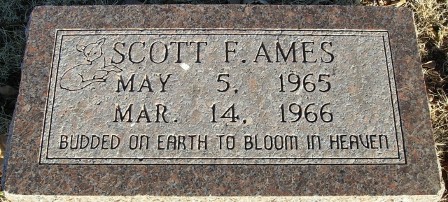 SCOTT F. AMES
MAY 5, 1965
MAR. 14, 1966
BUDDED ON EARTH TO BLOOM IN HEAVEN